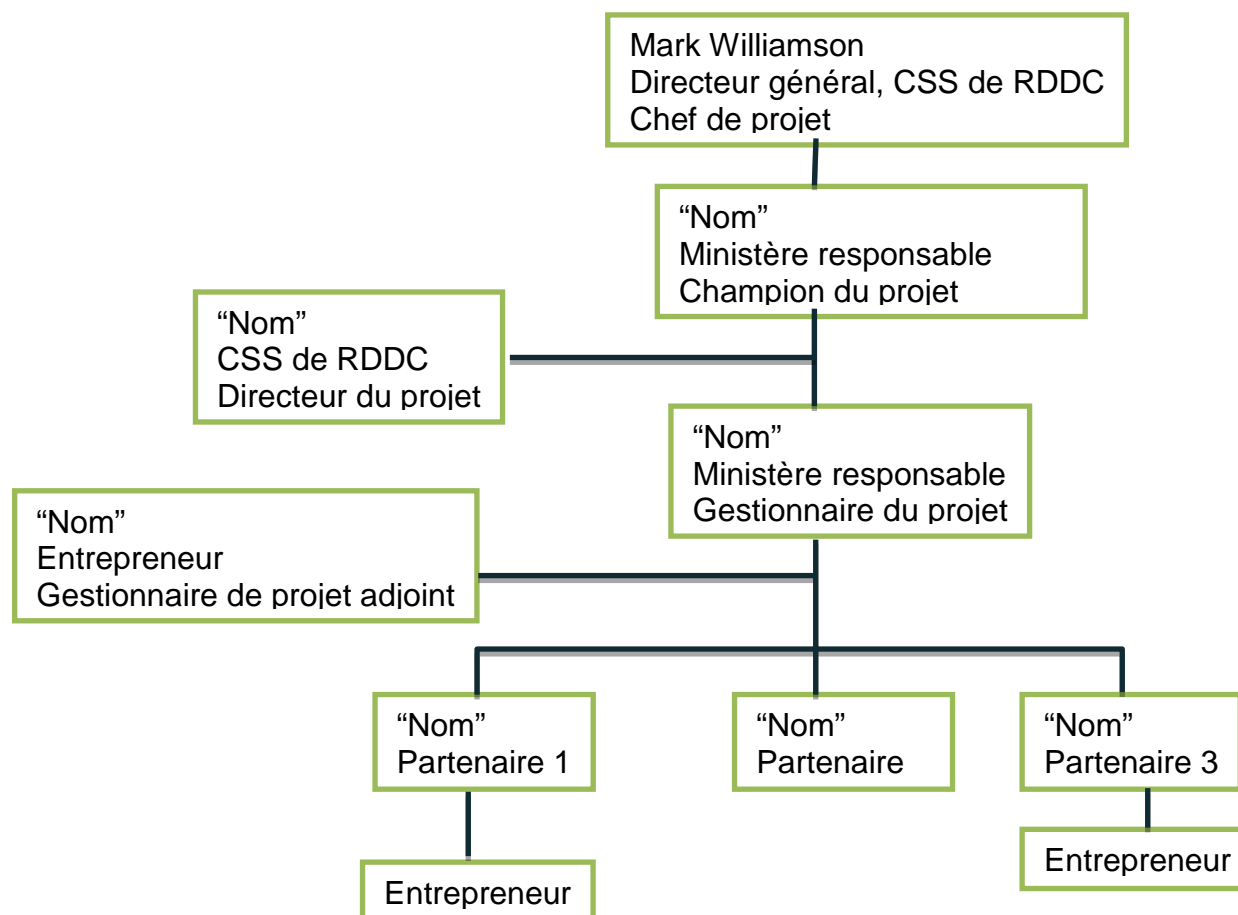 Mark Williamson
Directeur général, CSS de RDDC
Chef de projet
“Nom”
Ministère responsable
Champion du projet
“Nom”
CSS de RDDC
Directeur du projet
“Nom”
Ministère responsable
Gestionnaire du projet
“Nom”
Entrepreneur
Gestionnaire de projet adjoint
“Nom”
Partenaire 1
“Nom”
Partenaire
“Nom”
Partenaire 3
Entrepreneur
Entrepreneur